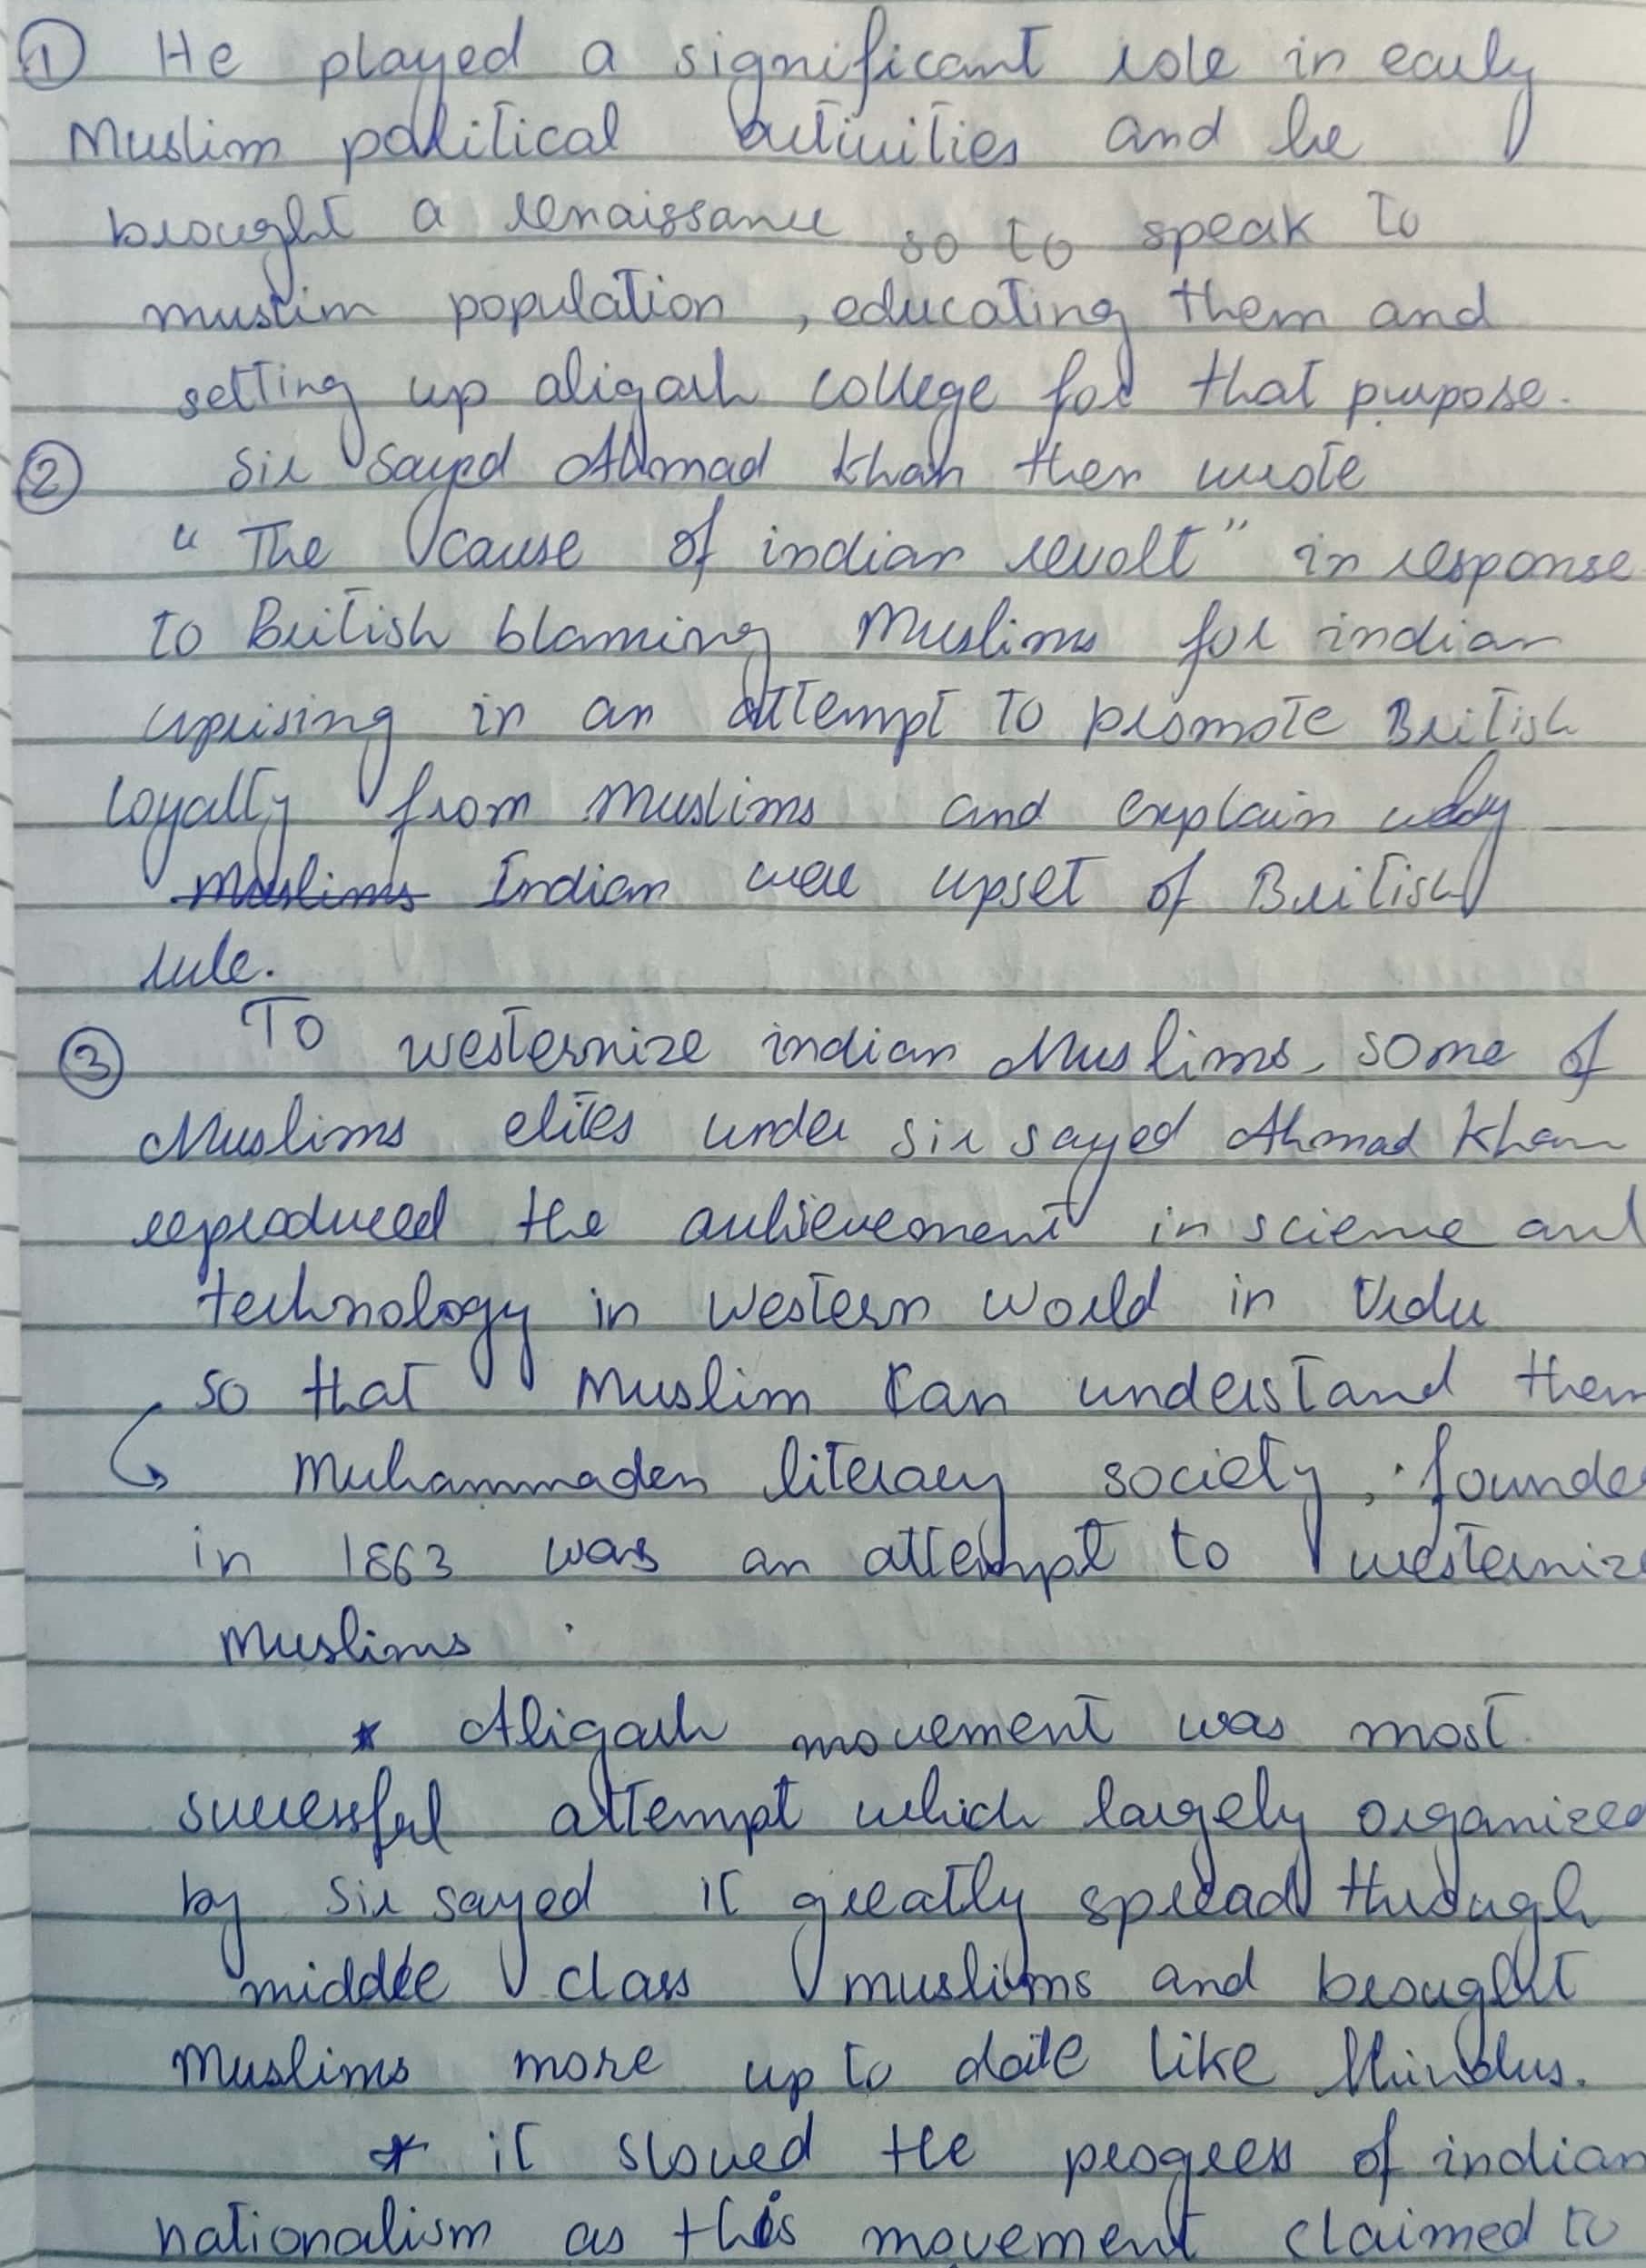 ① He played a significant role in early
Muslim political activities and he
brought a renaissance so to speak to
muslim population, educating them and
setting up aligarh college for that purpose.
② Sir Sayed Ahmad Khan then wrote
"The cause of indian revolt" in response
to British blaming Muslims for indian
uprising in an attempt to promote British
loyalty from Muslims and explain why
Muslims Indian were upset of British
rule.
③ To westernize indian Muslims, some of
Muslims elites under sir sayed Ahmad Khan
reproduced the achievement in science and
technology in western world in Urdu
so that Muslim can understand them
→ Muhammaden literary society, founde
in 1863 was an attempt to westernize
Muslims.
* Aligarh movement was most
successful attempt which largely organized
by Sir sayed it greatly spread through
middle class muslims and brought
Muslims more up to date like Hindus.
* it slowed the progress of indian
nationalism as this movement claimed to